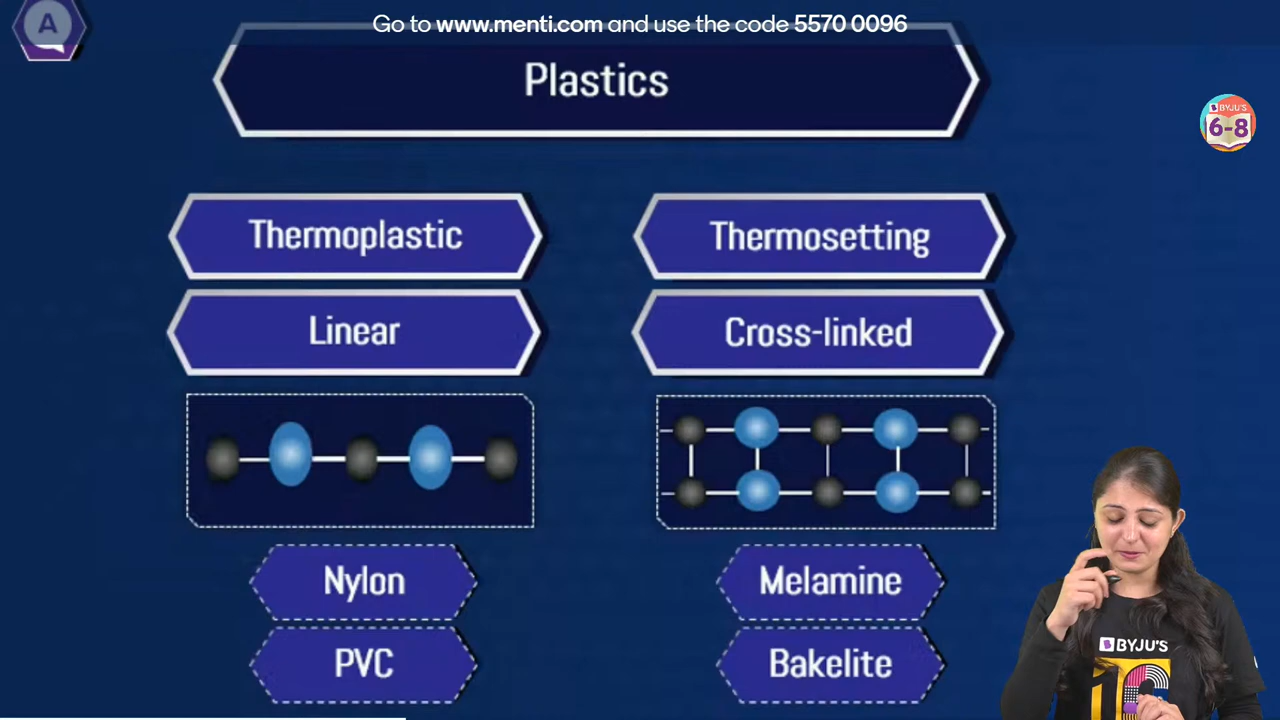 A
Go to www.menti.com and use the code 5570 0096
Plastics
BYJU'S
6-8
Thermoplastic
Thermosetting
Linear
Cross-linked
Nylon
Melamine
PVC
Bakelite
BYJU'S